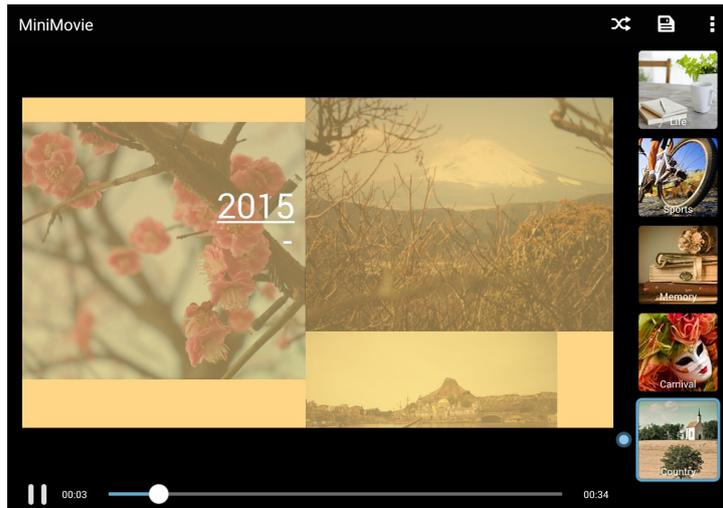 MiniMovie
Life
Sports
2015
-
Memory
Carnival
Country
00:03
00:34